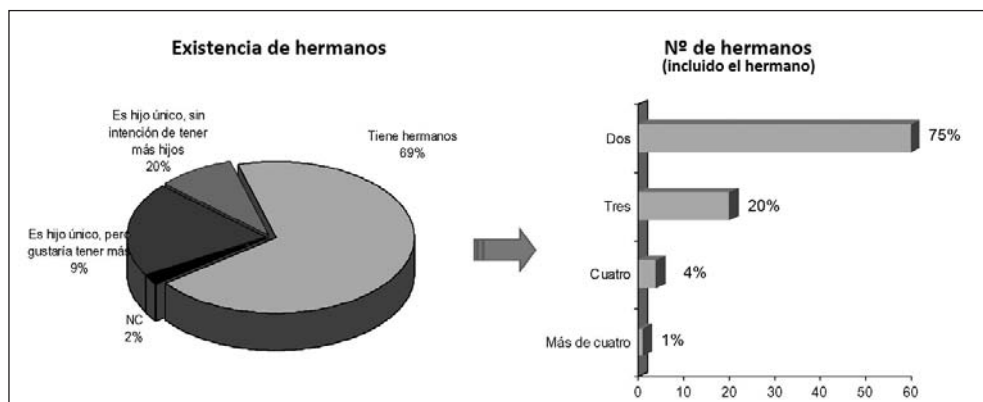 Existencia de hermanos
Es hijo único, sin
intención de tener
más hijos
20%
Tiene hermanos
69%
Es hijo único, pero
gustaría tener más
9%
NC
2%
Nº de hermanos
(incluido el hermano)
Dos
75%
Tres
20%
Cuatro
4%
Más de cuatro
1%
0 10 20 30 40 50 60